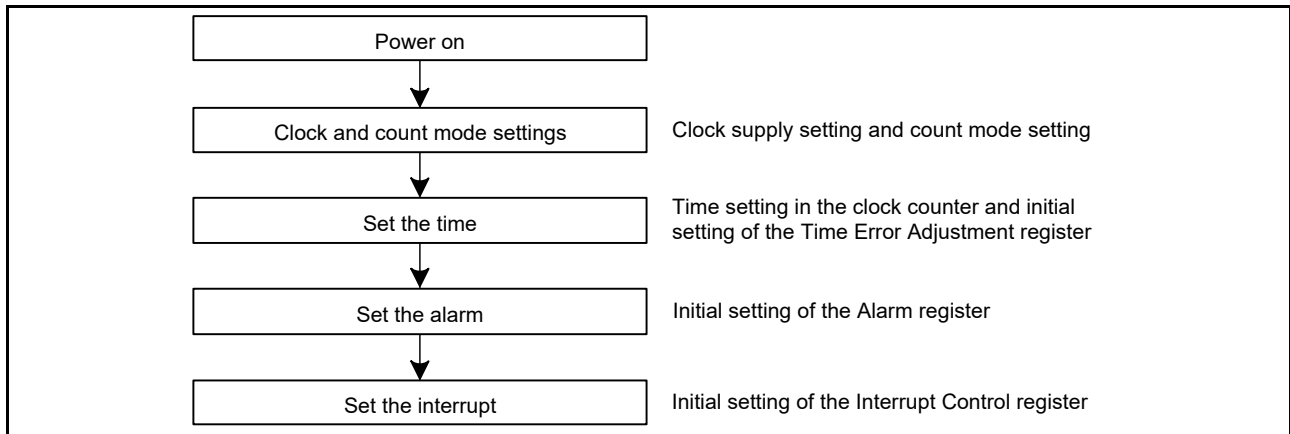 Power on
Clock and count mode settings
Clock supply setting and count mode setting
Set the time
Time setting in the clock counter and initial
setting of the Time Error Adjustment register
Set the alarm
Initial setting of the Alarm register
Set the interrupt
Initial setting of the Interrupt Control register